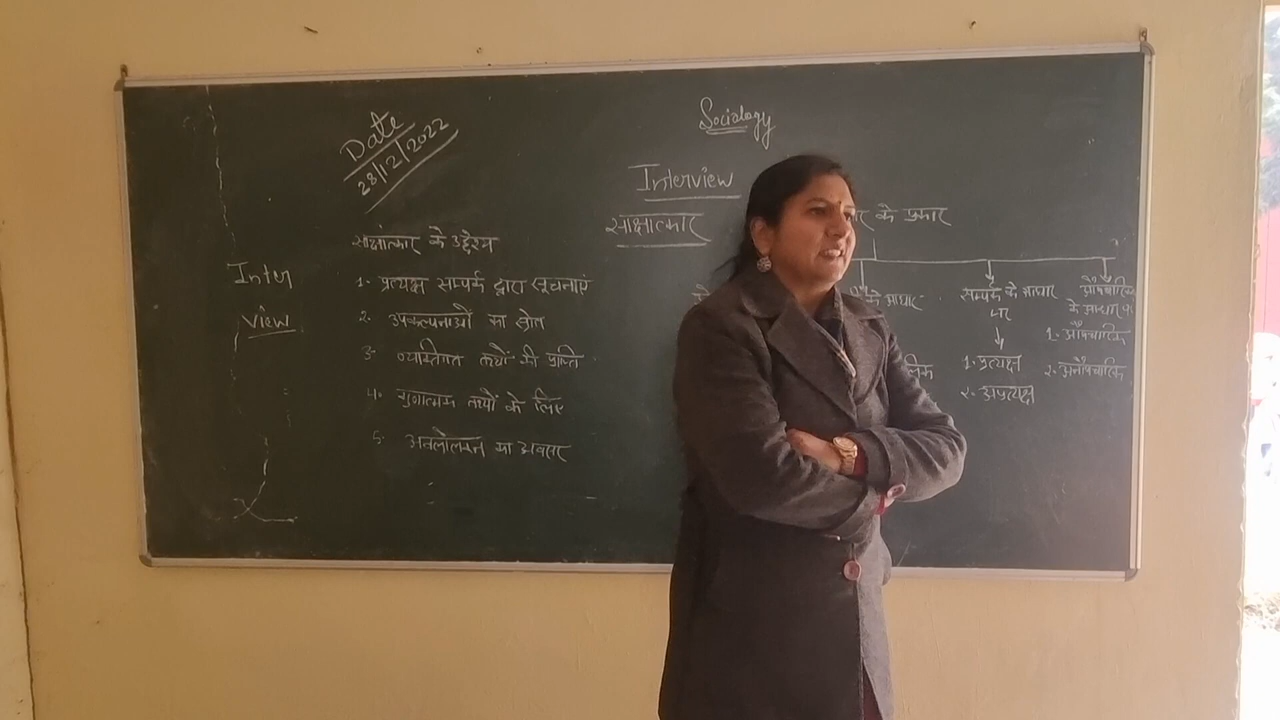 Sociology
Date
28/12/2022
Interview
साक्षात्कार
साक्षात्कार के उद्देश्य
1. प्रत्यक्ष सम्पर्क द्वारा सूचनाएं
2. उपकल्पनाओं का स्रोत
3. व्यक्तिगत तथ्यों की प्राप्ति
4. गुणात्मक तथ्यों के लिए
5. अवलोकन का अवसर
Inter
View
के प्रकार
के आधार
सम्पर्क के आधार
पर
1. प्रत्यक्ष
2. अप्रत्यक्ष
के आधार पर
1. औपचारिक
2. अनौपचारिक